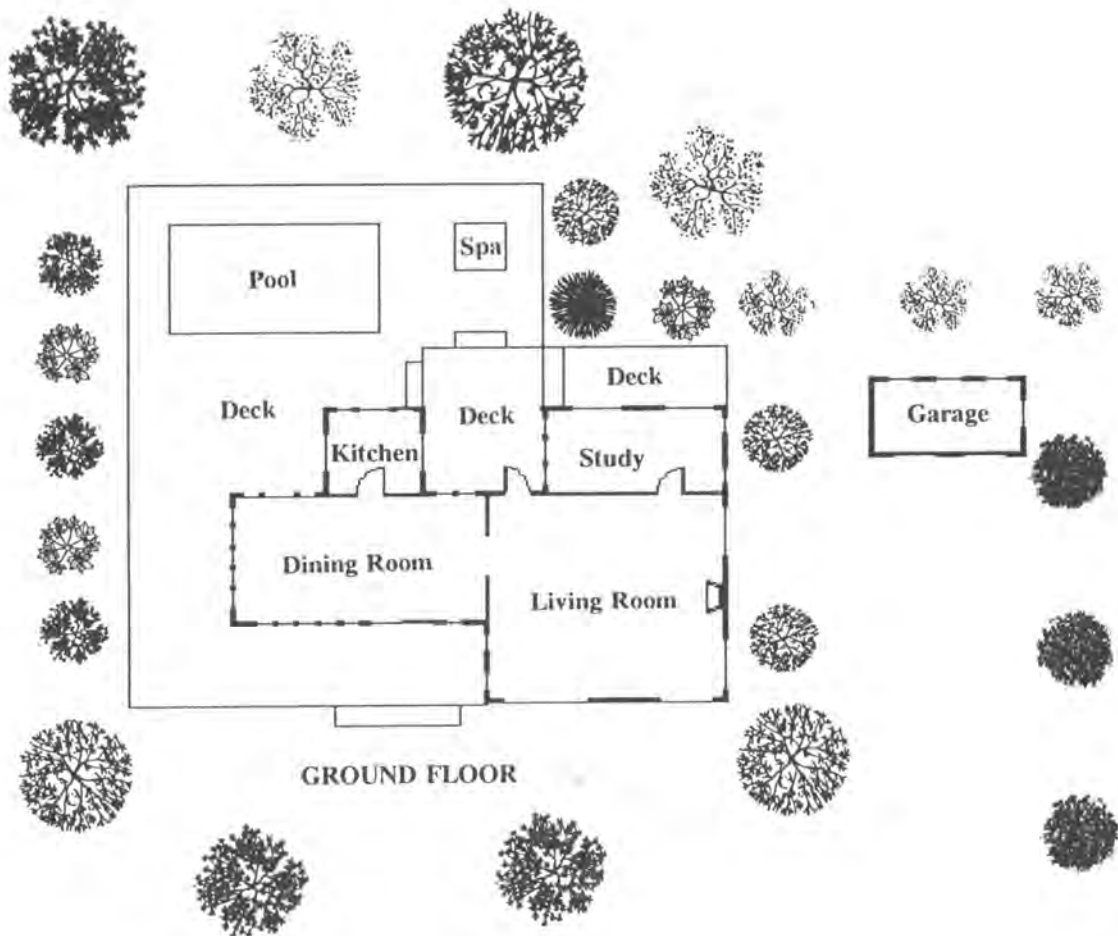 Spa
Pool
Deck
Deck
Deck
Garage
Kitchen
Study
Dining Room
Living Room
GROUND FLOOR